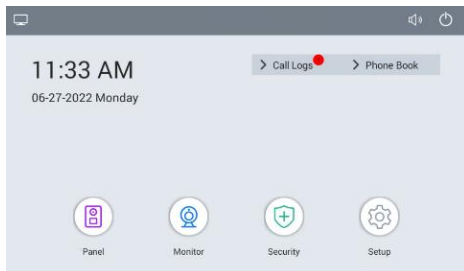 11:33 AM
Call Logs
Phone Book
06-27-2022 Monday
Panel
Monitor
Security
Setup